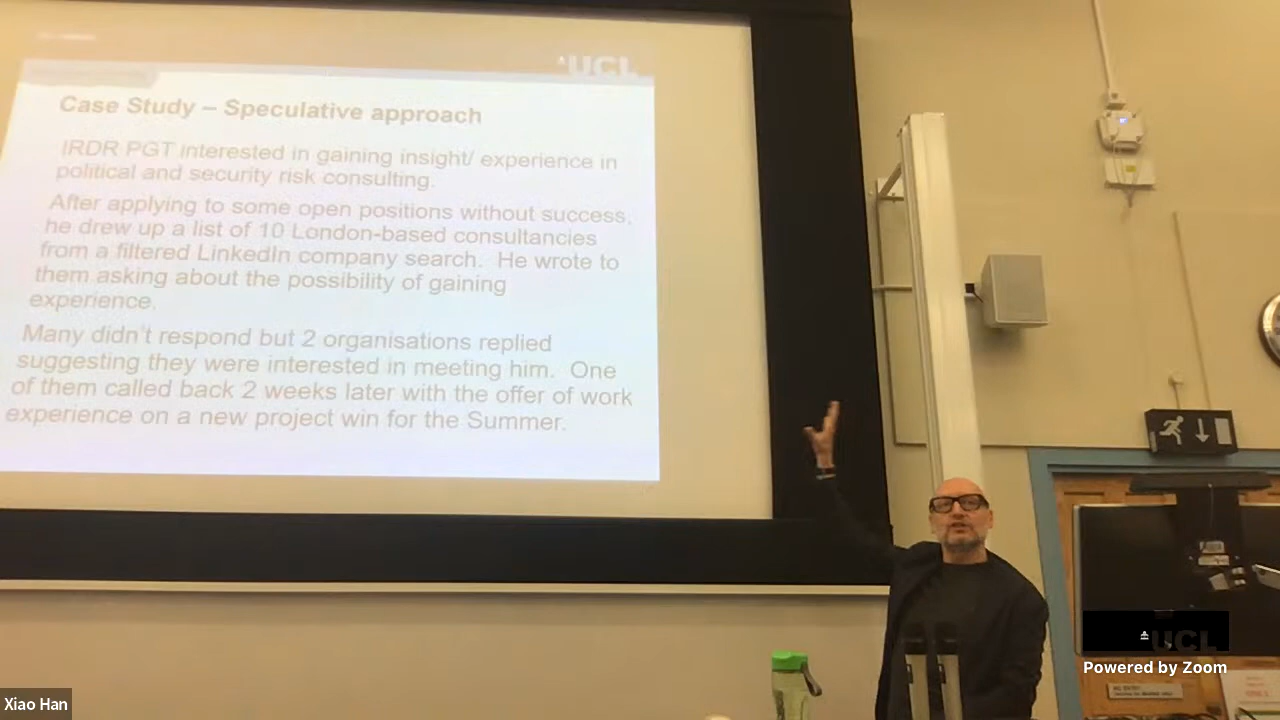 UCL
Case Study – Speculative approach
IRDR PGT interested in gaining insight/ experience in
political and security risk consulting.
After applying to some open positions without success,
he drew up a list of 10 London-based consultancies
from a filtered LinkedIn company search. He wrote to
them asking about the possibility of gaining
experience.
Many didn't respond but 2 organisations replied
suggesting they were interested in meeting him. One
of them called back 2 weeks later with the offer of work
experience on a new project win for the Summer.
UCL
Powered by Zoom
Xiao Han